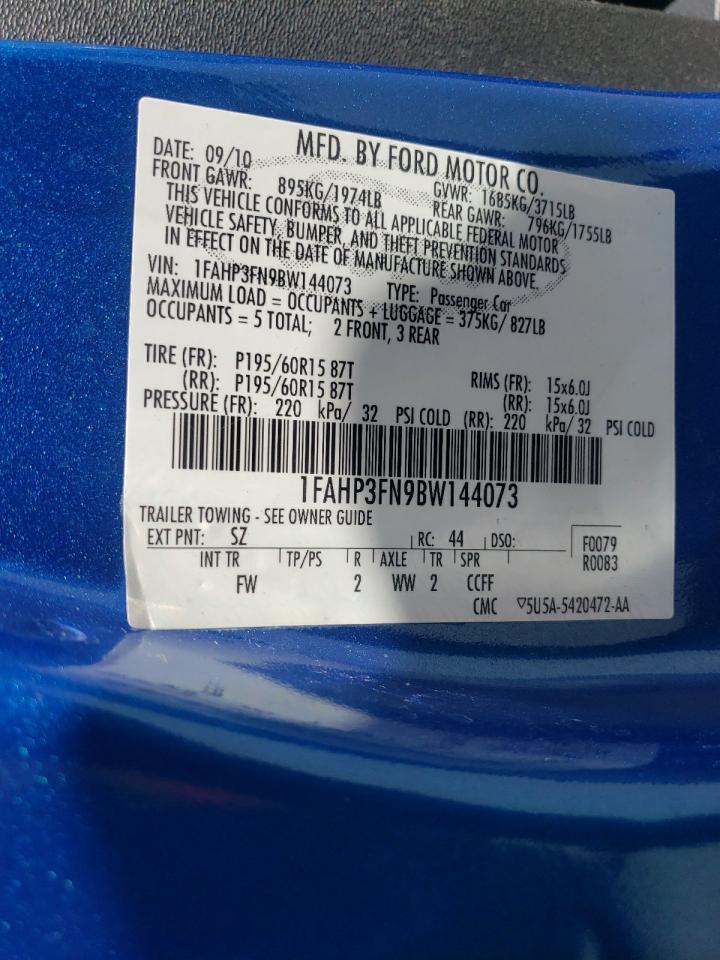 MFD. BY FORD MOTOR CO.
DATE: 09/10 GVWR: 1685KG/3715LB
FRONT GAWR: 895KG/1974LB REAR GAWR: 796KG/1755LB
THIS VEHICLE CONFORMS TO ALL APPLICABLE FEDERAL MOTOR
VEHICLE SAFETY, BUMPER, AND THEFT PREVENTION STANDARDS
IN EFFECT ON THE DATE OF MANUFACTURE SHOWN ABOVE.
VIN: 1FAHP3FN9BW144073 TYPE: Passenger Car
MAXIMUM LOAD = OCCUPANTS + LUGGAGE = 375KG/ 827LB
OCCUPANTS = 5 TOTAL; 2 FRONT, 3 REAR
TIRE (FR): P195/60R15 87T RIMS (FR): 15x6.0J
(RR): P195/60R15 87T (RR): 15x6.0J
PRESSURE (FR): 220 kPa/ 32 PSI COLD (RR): 220 kPa/ 32 PSI COLD
1FAHP3FN9BW144073
TRAILER TOWING - SEE OWNER GUIDE
EXT PNT: SZ RC: 44 DSO: F0079
INT TR TP/PS R AXLE TR SPR R0083
FW 2 WW 2 CCFF
CMC ▽5U5A-5420472-AA